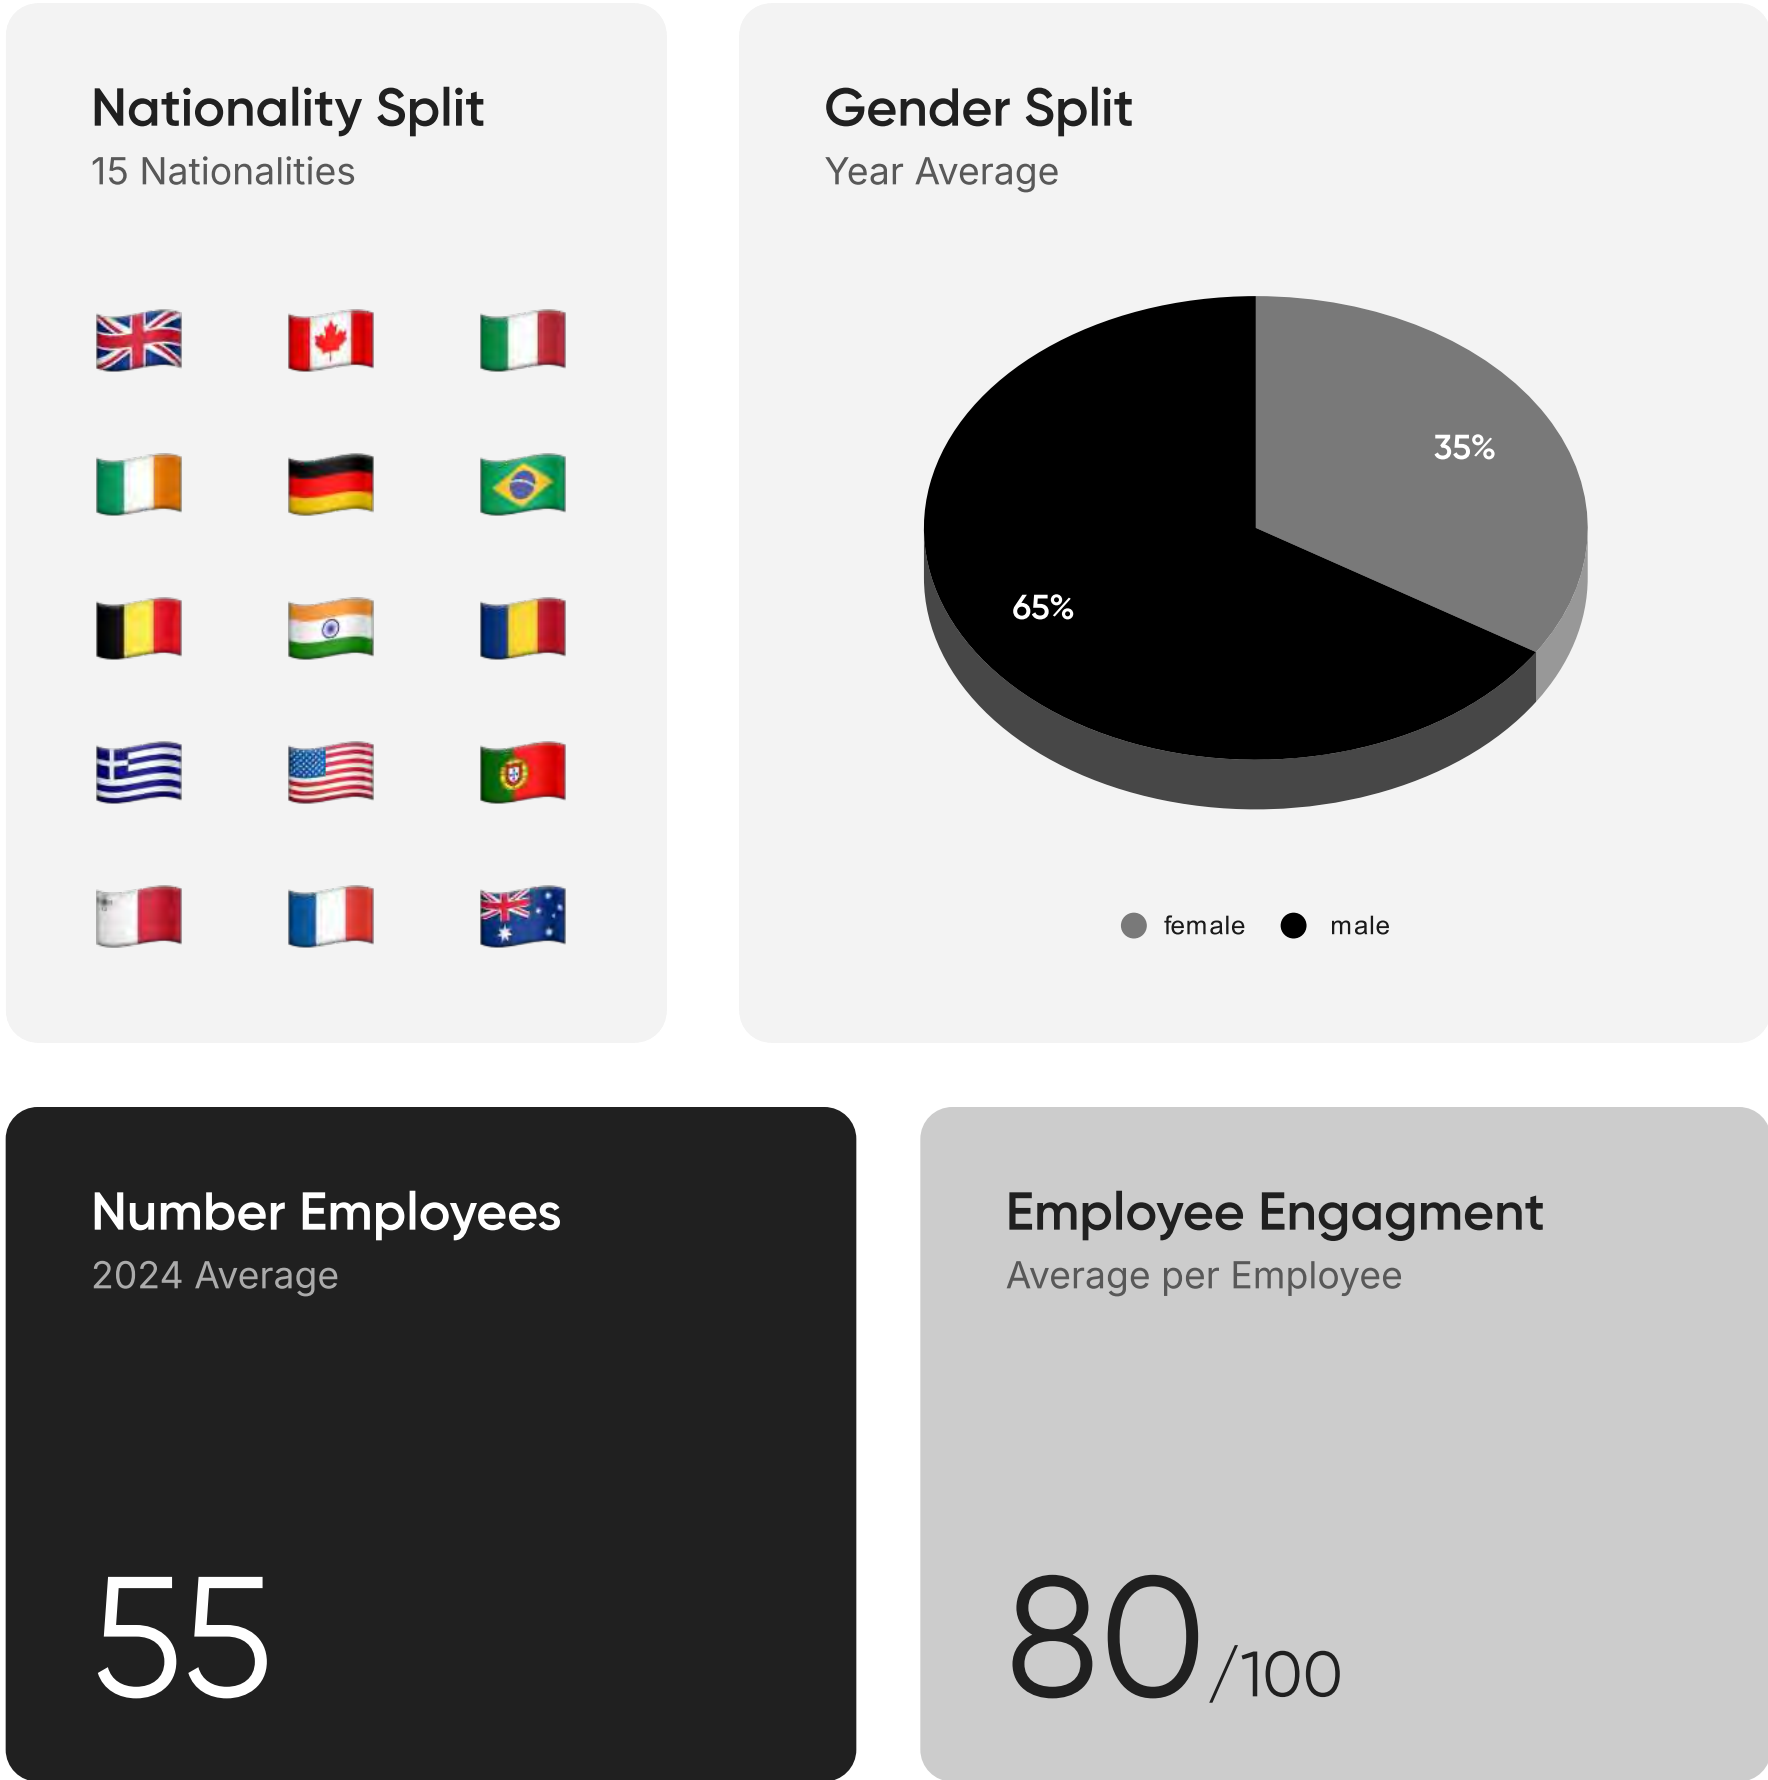 Nationality Split
15 Nationalities
Gender Split
Year Average
35%
65%
female
male
Number Employees
2024 Average
55
Employee Engagment
Average per Employee
80/100